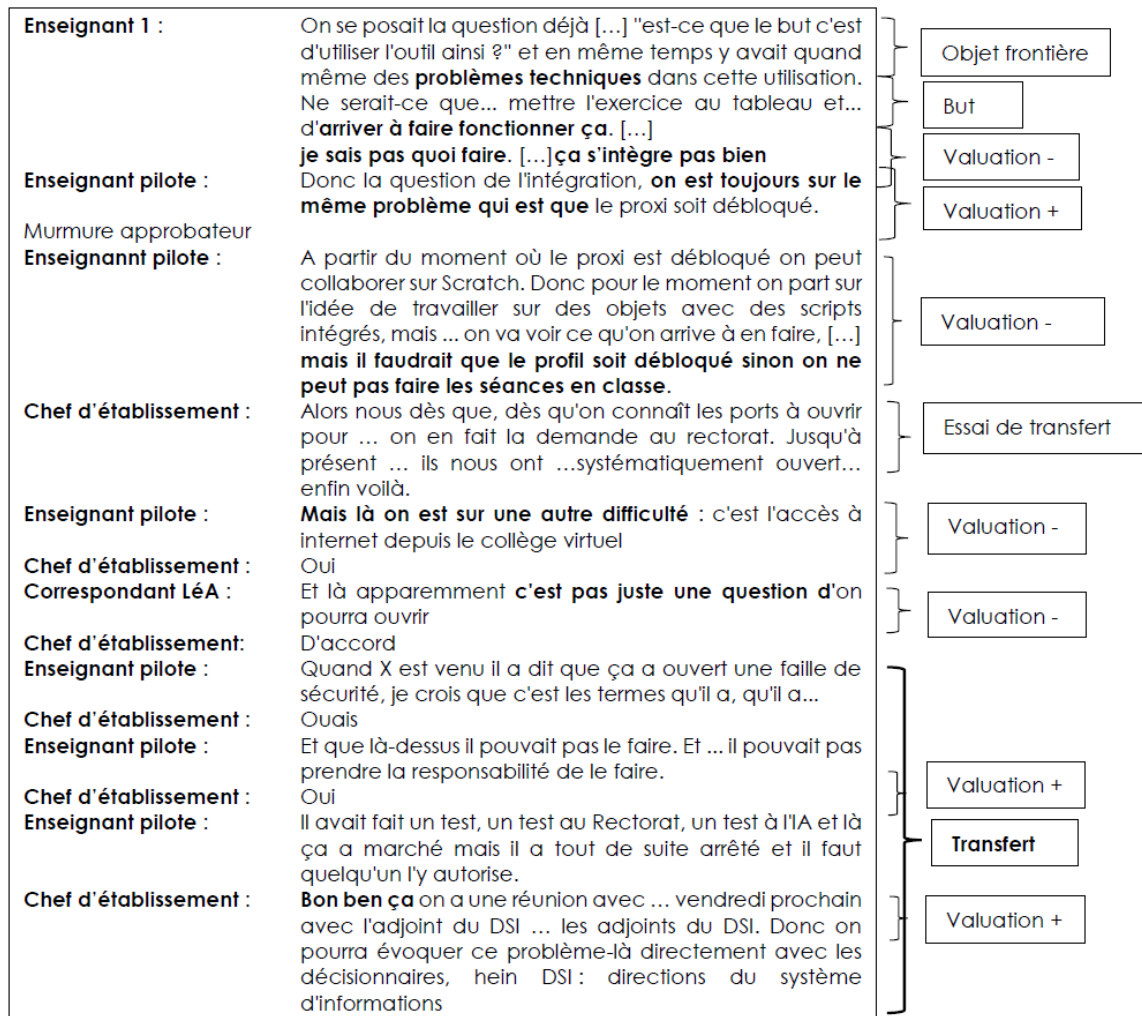 Enseignant 1 : On se posait la question déjà […] "est-ce que le but c'est
d'utiliser l'outil ainsi ?" et en même temps y avait quand
même des problèmes techniques dans cette utilisation.
Ne serait-ce que... mettre l'exercice au tableau et...
d'arriver à faire fonctionner ça. […]
je sais pas quoi faire. […]ça s'intègre pas bien
Enseignant pilote : Donc la question de l'intégration, on est toujours sur le
même problème qui est que le proxi soit débloqué.
Murmure approbateur
Enseignannt pilote : A partir du moment où le proxi est débloqué on peut
collaborer sur Scratch. Donc pour le moment on part sur
l'idée de travailler sur des objets avec des scripts
intégrés, mais ... on va voir ce qu'on arrive à en faire, […]
mais il faudrait que le profil soit débloqué sinon on ne
peut pas faire les séances en classe.
Chef d'établissement : Alors nous dès que, dès qu'on connaît les ports à ouvrir
pour … on en fait la demande au rectorat. Jusqu'à
présent … ils nous ont …systématiquement ouvert…
enfin voilà.
Enseignant pilote : Mais là on est sur une autre difficulté : c'est l'accès à
internet depuis le collège virtuel
Chef d'établissement : Oui
Correspondant LéA : Et là apparemment c'est pas juste une question d'on
pourra ouvrir
Chef d'établissement: D'accord
Enseignant pilote : Quand X est venu il a dit que ça a ouvert une faille de
sécurité, je crois que c'est les termes qu'il a, qu'il a...
Chef d'établissement : Ouais
Enseignant pilote : Et que là-dessus il pouvait pas le faire. Et ... il pouvait pas
prendre la responsabilité de le faire.
Chef d'établissement : Oui
Enseignant pilote : Il avait fait un test, un test au Rectorat, un test à l'IA et là
ça a marché mais il a tout de suite arrêté et il faut
quelqu'un l'y autorise.
Chef d'établissement : Bon ben ça on a une réunion avec … vendredi prochain
avec l'adjoint du DSI … les adjoints du DSI. Donc on
pourra évoquer ce problème-là directement avec les
décisionnaires, hein DSI : directions du système
d'informations
Objet frontière
But
Valuation -
Valuation +
Valuation -
Essai de transfert
Valuation -
Valuation -
Valuation +
Transfert
Valuation +